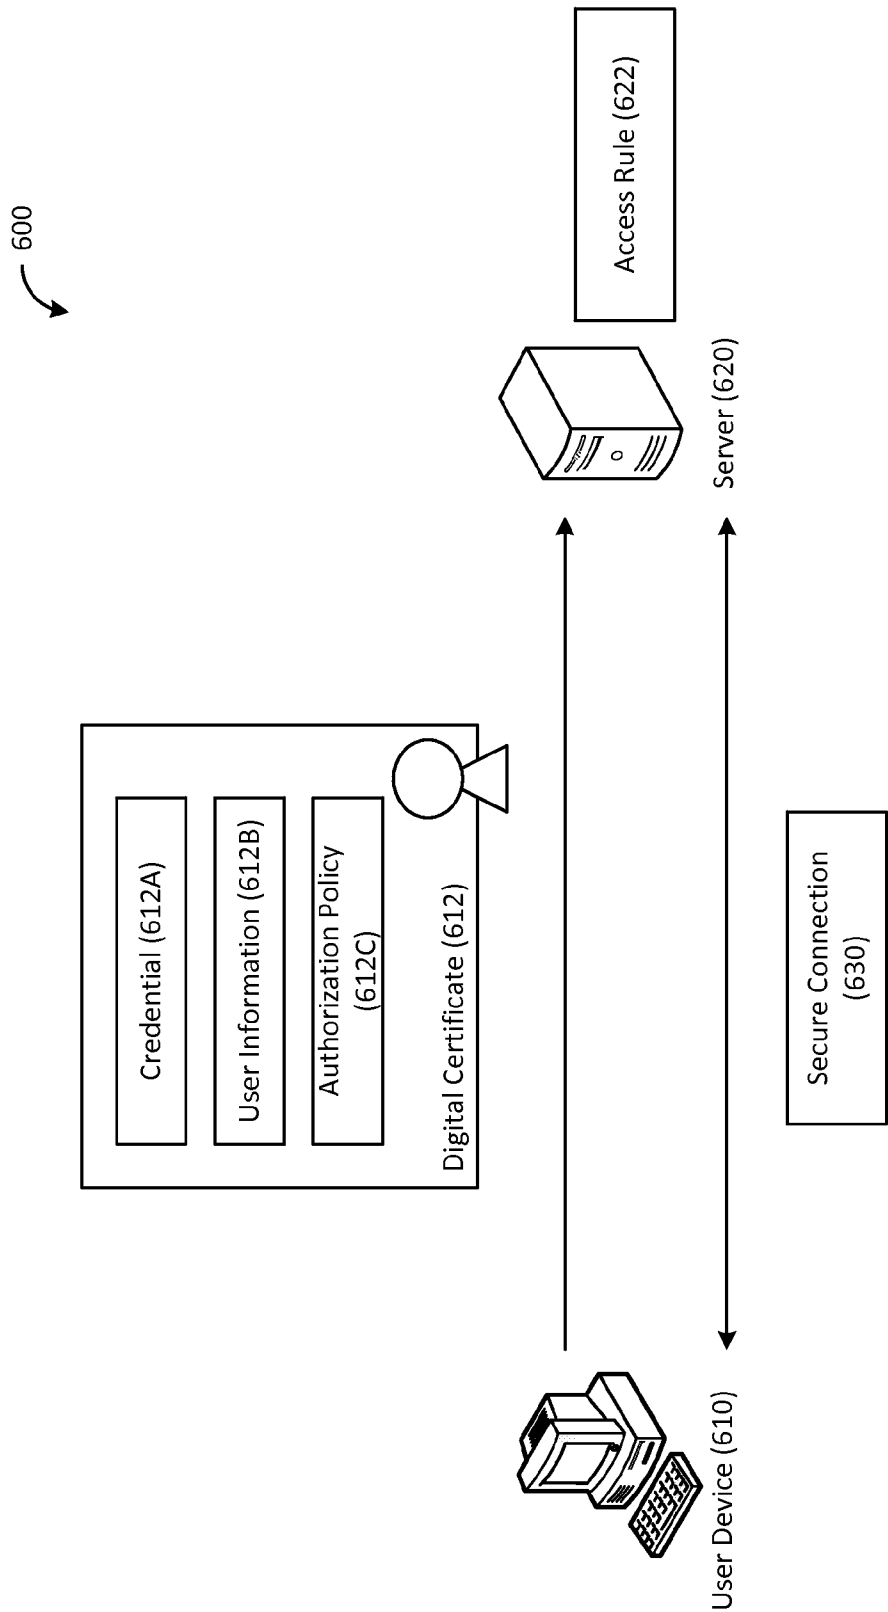 600
Credential (612A)
User Information (612B)
Authorization Policy
(612C)
Digital Certificate (612)
Access Rule (622)
User Device (610)
Server (620)
Secure Connection
(630)